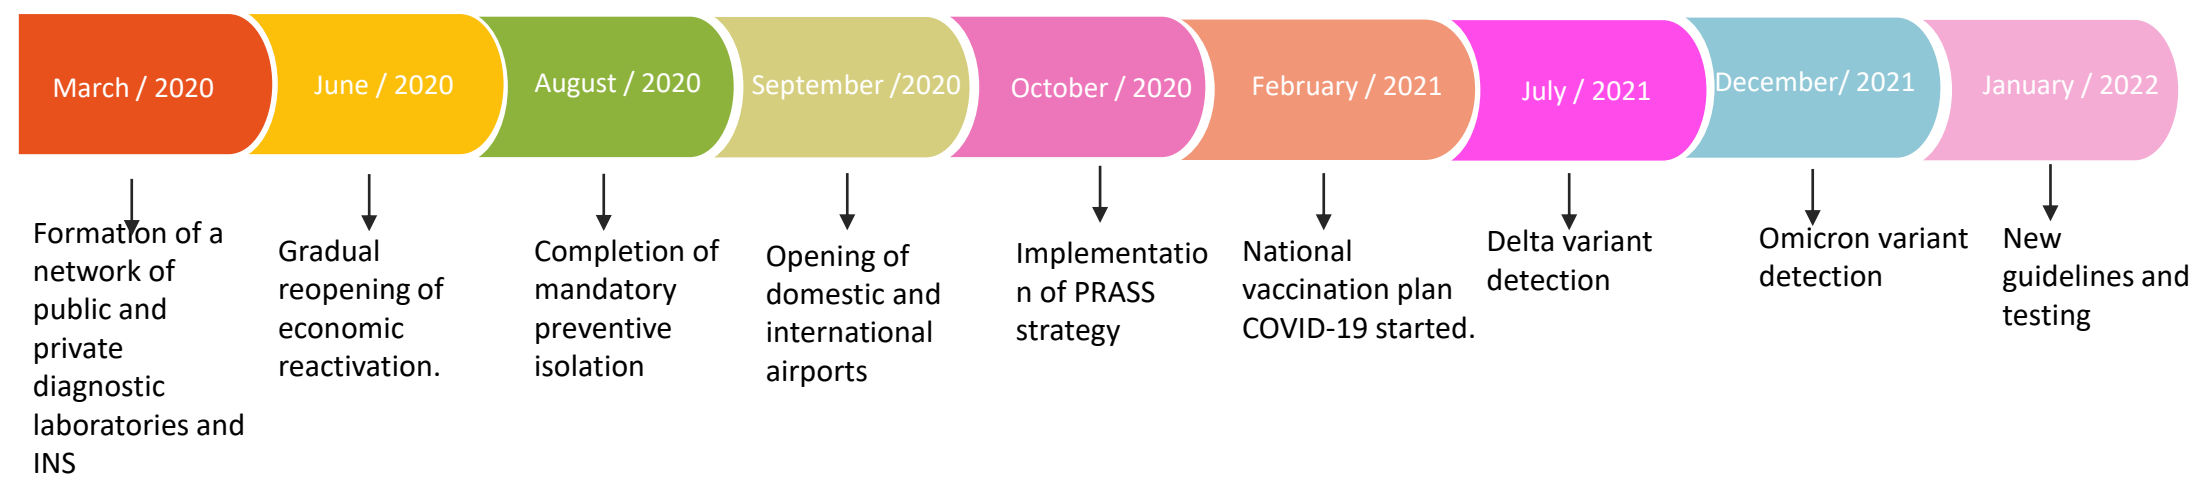 March / 2020
June / 2020
August / 2020
September /2020
October / 2020
February / 2021
July / 2021
December/ 2021
January / 2022
Formation of a
network of
public and
private
diagnostic
laboratories and
INS
Gradual
reopening of
economic
reactivation.
Completion of
mandatory
preventive
isolation
Opening of
domestic and
international
airports
Implementatio
n of PRASS
strategy
National
vaccination plan
COVID-19 started.
Delta variant
detection
Omicron variant
detection
New
guidelines and
testing